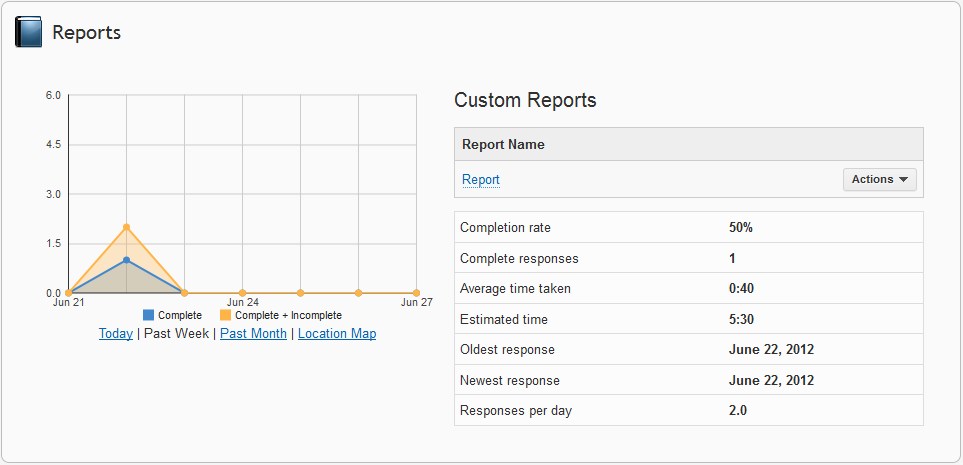 Reports
6.0
4.5
3.0
1.5
0.0
Jun 21 Jun 24 Jun 27
Complete Complete + Incomplete
Today | Past Week | Past Month | Location Map
Custom Reports
Report Name
Report Actions
Completion rate 50%
Complete responses 1
Average time taken 0:40
Estimated time 5:30
Oldest response June 22, 2012
Newest response June 22, 2012
Responses per day 2.0